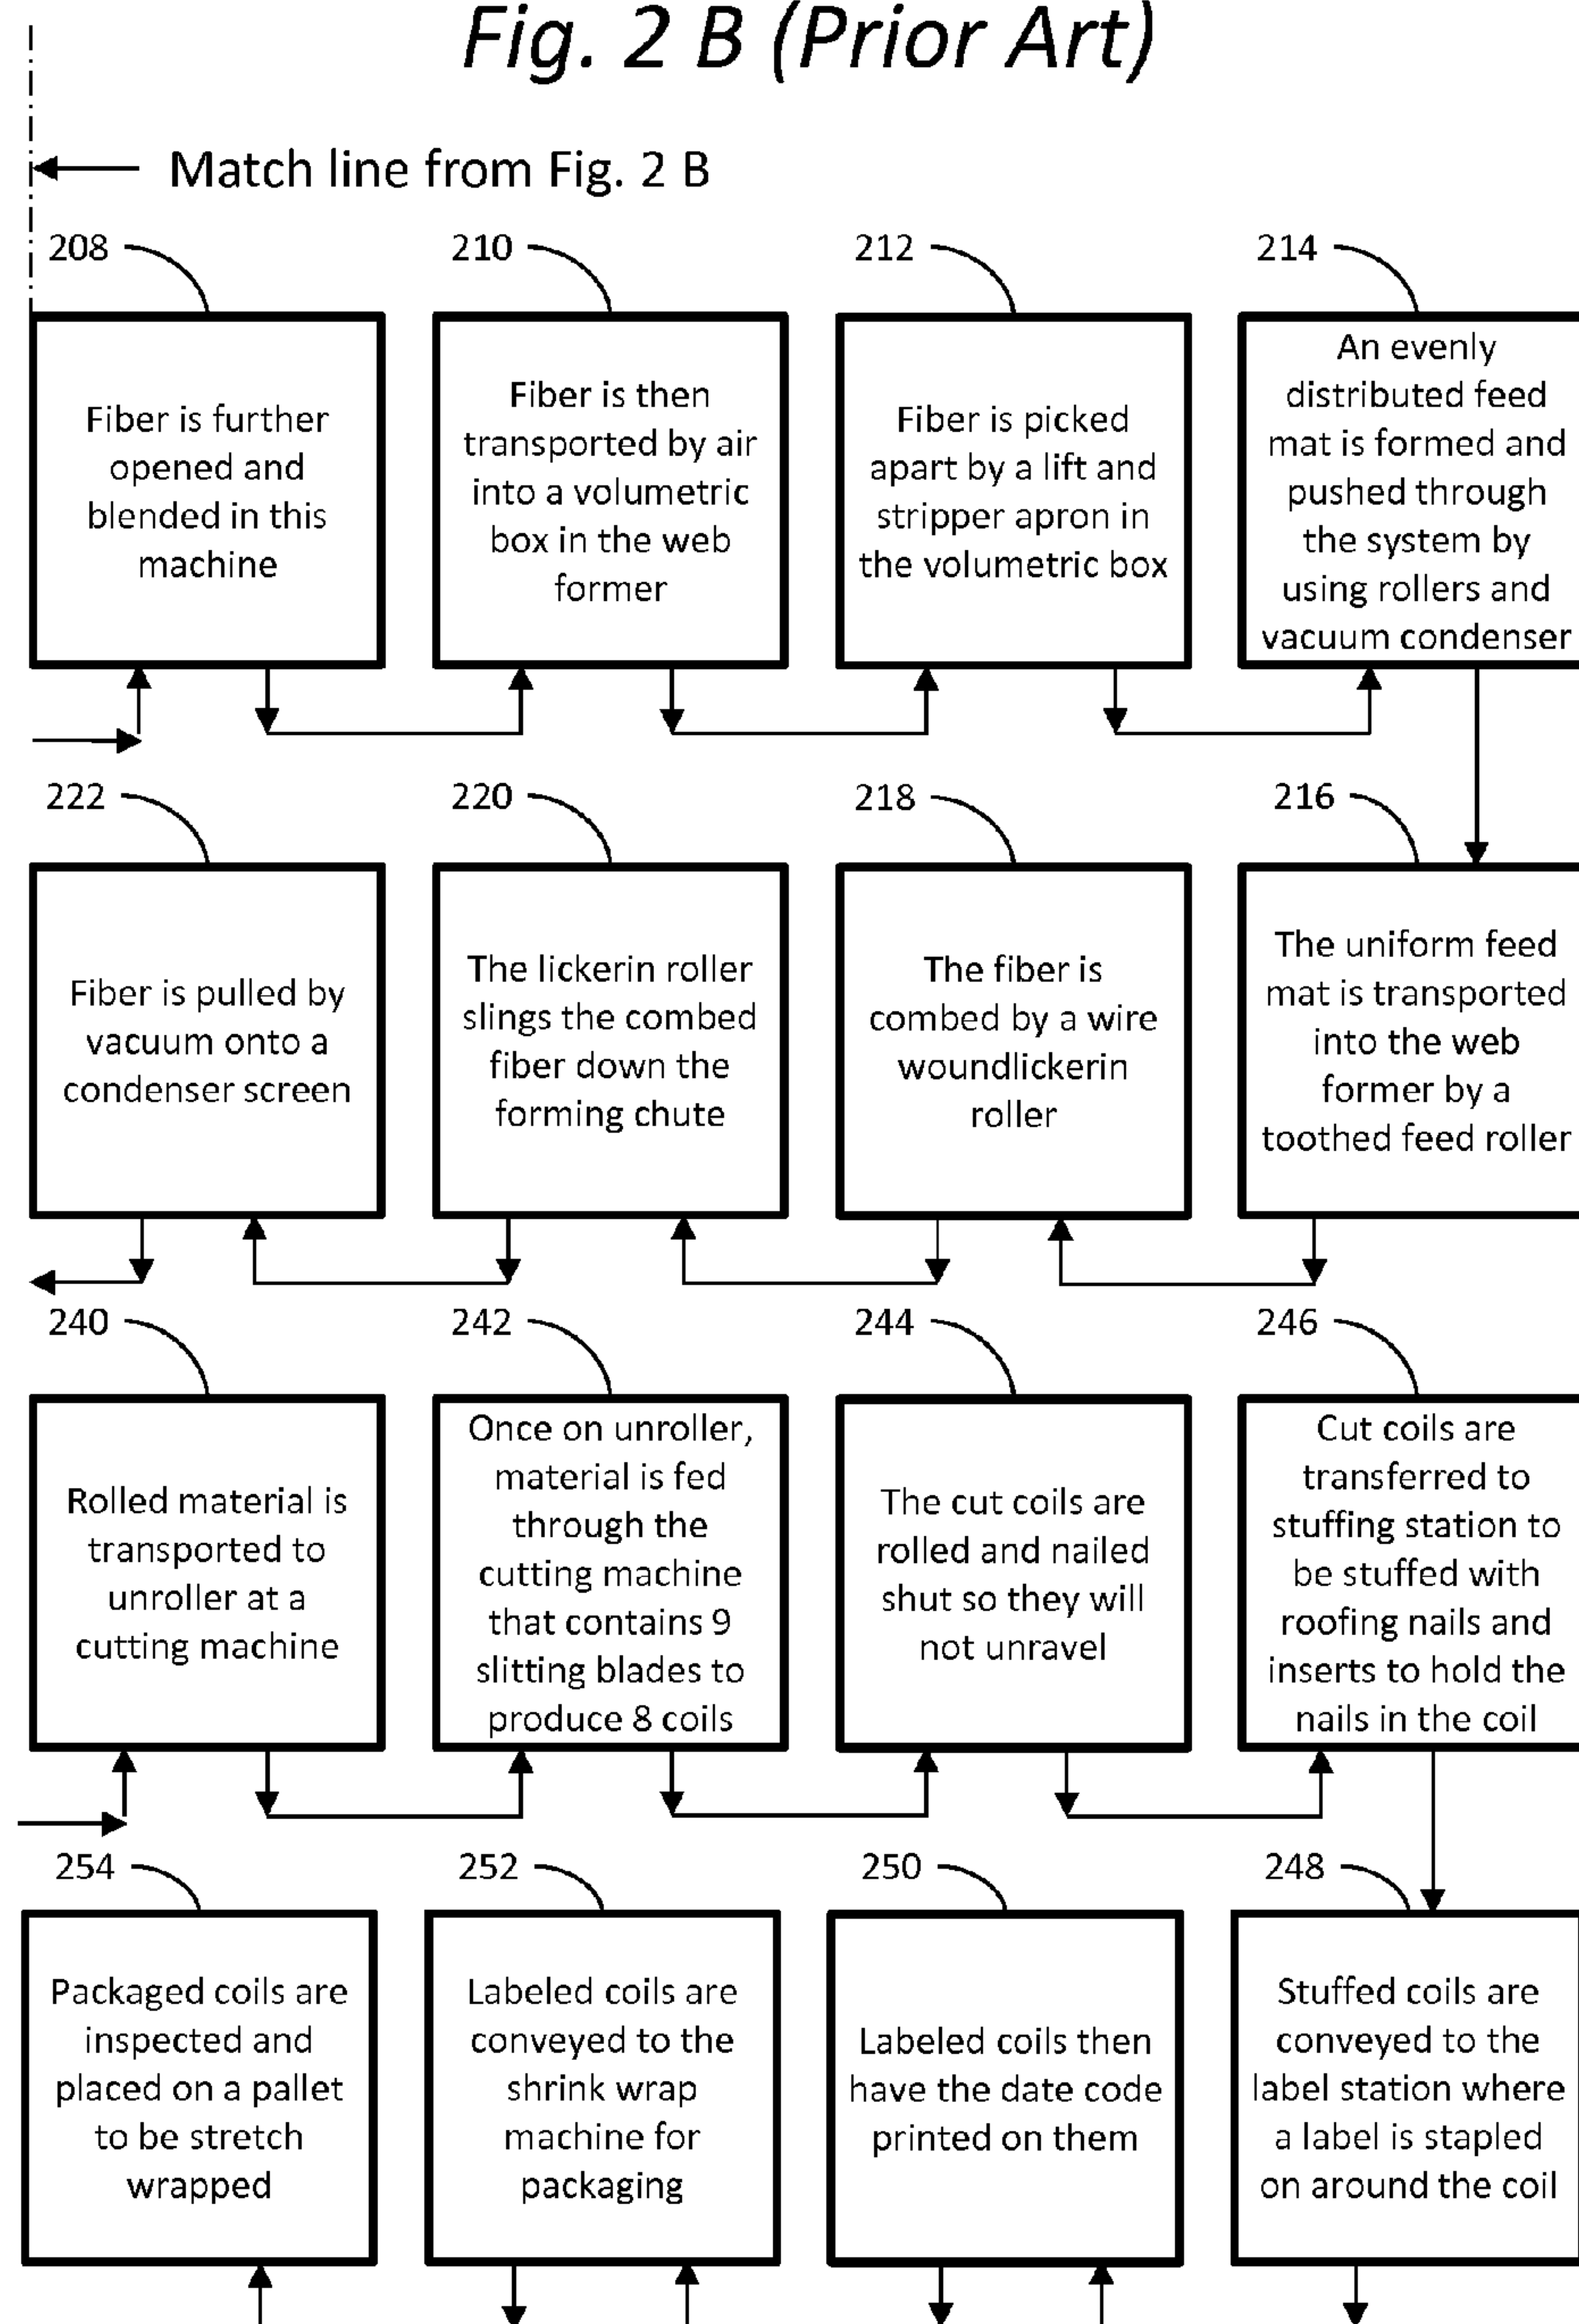 Fig. 2 B (Prior Art)
Match line from Fig. 2 B
208
Fiber is further
opened and
blended in this
machine
210
Fiber is then
transported by air
into a volumetric
box in the web
former
212
Fiber is picked
apart by a lift and
stripper apron in
the volumetric box
214
An evenly
distributed feed
mat is formed and
pushed through
the system by
using rollers and
vacuum condenser
222
Fiber is pulled by
vacuum onto a
condenser screen
220
The lickerin roller
slings the combed
fiber down the
forming chute
218
The fiber is
combed by a wire
woundlickerin
roller
216
The uniform feed
mat is transported
into the web
former by a
toothed feed roller
240
Rolled material is
transported to
unroller at a
cutting machine
242
Once on unroller,
material is fed
through the
cutting machine
that contains 9
slitting blades to
produce 8 coils
244
The cut coils are
rolled and nailed
shut so they will
not unravel
246
Cut coils are
transferred to
stuffing station to
be stuffed with
roofing nails and
inserts to hold the
nails in the coil
254
Packaged coils are
inspected and
placed on a pallet
to be stretch
wrapped
252
Labeled coils are
conveyed to the
shrink wrap
machine for
packaging
250
Labeled coils then
have the date code
printed on them
248
Stuffed coils are
conveyed to the
label station where
a label is stapled
on around the coil